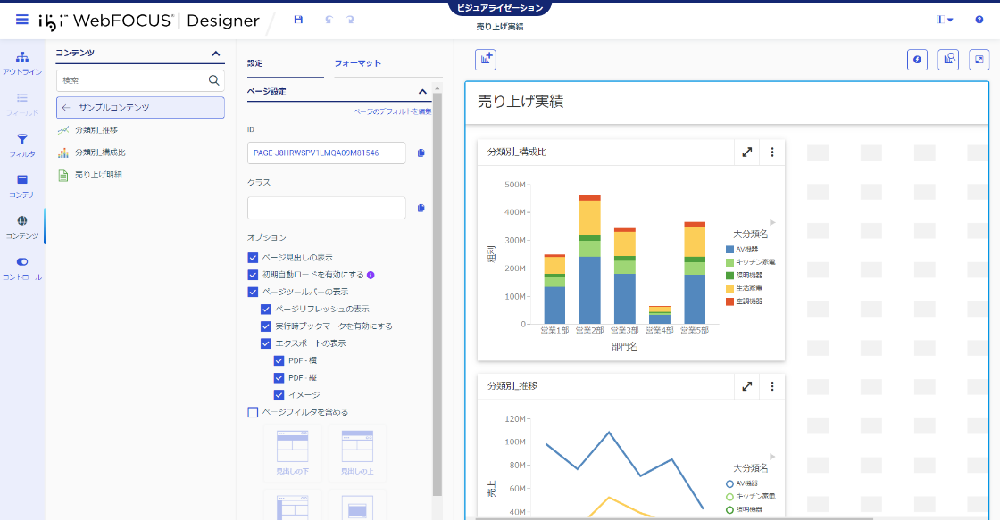 ビジュアライゼーション
ibi WebFOCUS® | Designer
売り上げ実績
アウトライン
フィールド
フィルタ
コンテナ
コンテンツ
コントロール
コンテンツ
検索
サンプルコンテンツ
分類別_推移
分類別_構成比
売り上げ明細
設定
フォーマット
ページ設定
ページのデフォルトを編集
ID
PAGE-J8HRWSPV1LMQA09M81546
クラス
オプション
ページ見出しの表示
初期自動ロードを有効にする
ページツールバーの表示
ページリフレッシュの表示
実行時ブックマークを有効にする
エクスポートの表示
PDF - 横
PDF - 縦
イメージ
ページフィルタを含める
見出しの下
見出しの上
売り上げ実績
分類別_構成比
500M
400M
300M
200M
100M
0
粗利
営業1部 営業2部 営業3部 営業4部 営業5部
部門名
大分類名
AV機器
キッチン家電
照明機器
生活家電
空調機器
分類別_推移
120M
100M
80M
60M
40M
売上
大分類名
AV機器
キッチン家電
照明機器